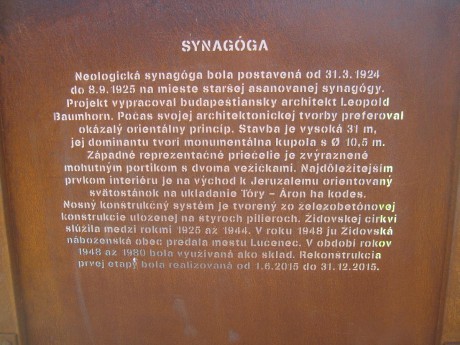 SYNAGÓGA
Neologická synagóga bola postavená od 31.3. 1924
do 8.9. 1925 na mieste staršej asanovanej synagógy.
Projekt vypracoval budapeštiansky architekt Leopold
Baumhorn. Počas svojej architektonickej tvorby preferoval
okázalý orientálny princíp. Stavba je vysoká 31 m,
jej dominantu tvorí monumentálna kupola s Ø 10,5 m.
Západné reprezentačné priečelie je zvýraznené
mohutným portikom s dvoma vežickami. Najdôležitejším
prvkom interiéru je na východ k Jeruzalemu orientovaný
svätostánok na ukladanie Tóry – Áron ha kodes.
Nosný konštrukčný systém je tvorený zo železobetónovej
konštrukcie uloženej na štyroch pilieroch. Židovskej cirkvi
slúžila medzi rokmi 1925 až 1944. V roku 1948 ju Židovská
náboženská obec predala mestu Lučenec. V období rokov
1948 až 1980 bola využívaná ako sklad. Rekonštrukcia
prvej etapy bola realizovaná od 1.6.2015 do 31.12.2015.